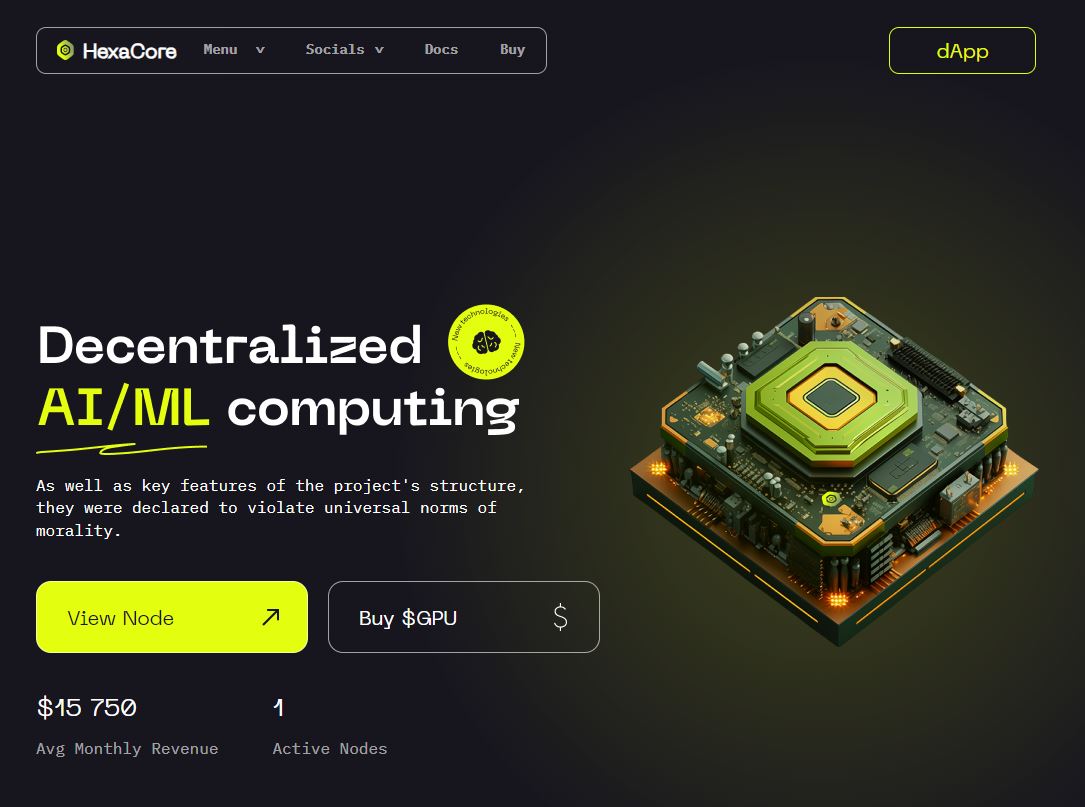 HexaCore Menu v Socials v Docs Buy dApp
New technologies — New technologies —
Decentralized
AI/ML computing
As well as key features of the project's structure,
they were declared to violate universal norms of
morality.
View Node
Buy $GPU $
$15 750
Avg Monthly Revenue
1
Active Nodes